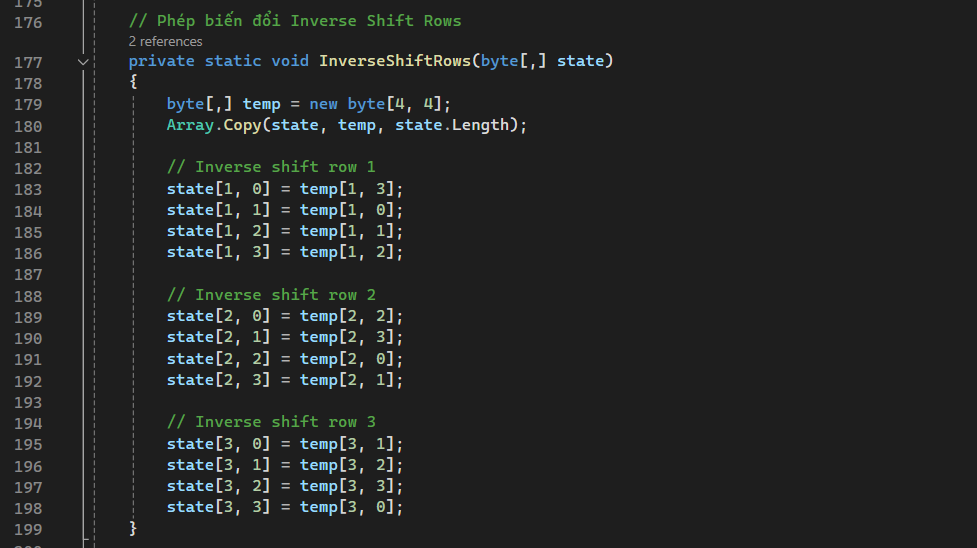 175
176 // Phép biến đổi Inverse Shift Rows
2 references
177 private static void InverseShiftRows(byte[,] state)
178 {
179 byte[,] temp = new byte[4, 4];
180 Array.Copy(state, temp, state.Length);
181
182 // Inverse shift row 1
183 state[1, 0] = temp[1, 3];
184 state[1, 1] = temp[1, 0];
185 state[1, 2] = temp[1, 1];
186 state[1, 3] = temp[1, 2];
187
188 // Inverse shift row 2
189 state[2, 0] = temp[2, 2];
190 state[2, 1] = temp[2, 3];
191 state[2, 2] = temp[2, 0];
192 state[2, 3] = temp[2, 1];
193
194 // Inverse shift row 3
195 state[3, 0] = temp[3, 1];
196 state[3, 1] = temp[3, 2];
197 state[3, 2] = temp[3, 3];
198 state[3, 3] = temp[3, 0];
199 }